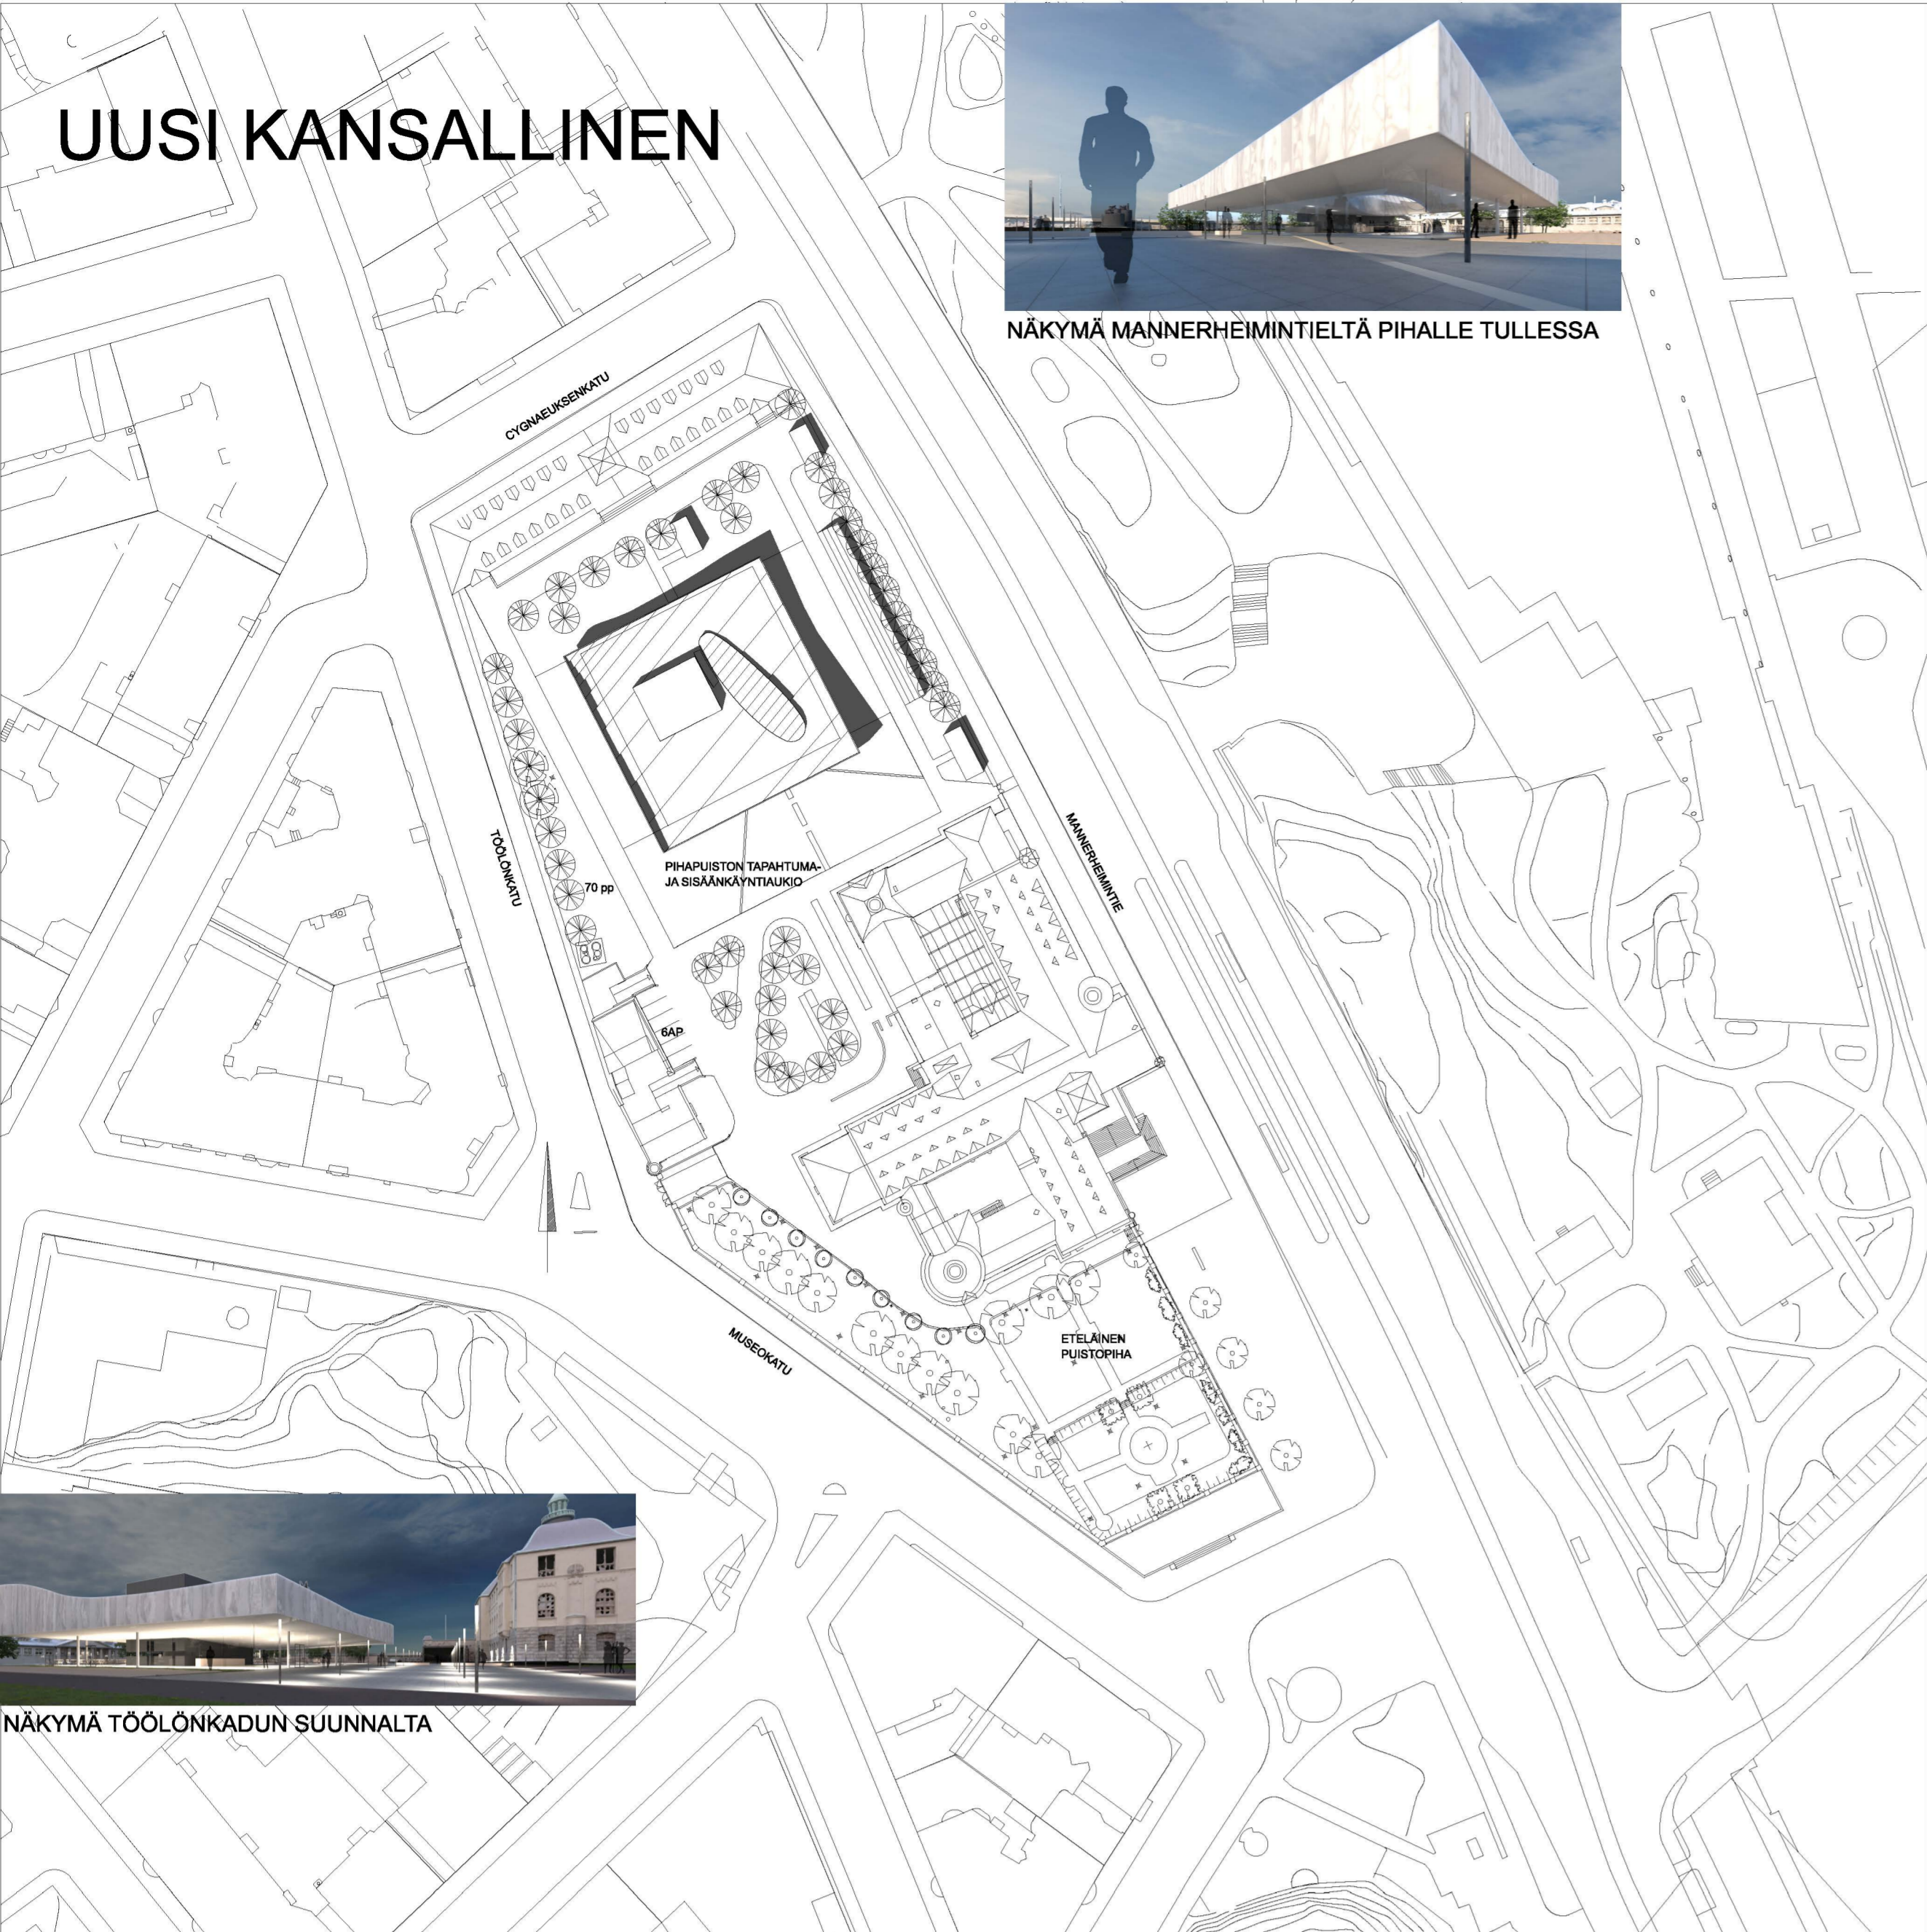 UUSI KANSALLINEN
NÄKYMÄ MANNERHEIMINTIELTÄ PIHALLE TULLESSA
CYGNAEUKSENKATU
TÖÖLÖNKATU
MANNERHEIMINTIE
PIHAPUISTON TAPAHTUMA-
JA SISÄÄNKÄYNTIAUKIO
70 pp
6AP
MUSEOKATU
ETELÄINEN
PUISTOPIHA
NÄKYMÄ TÖÖLÖNKADUN SUUNNALTA